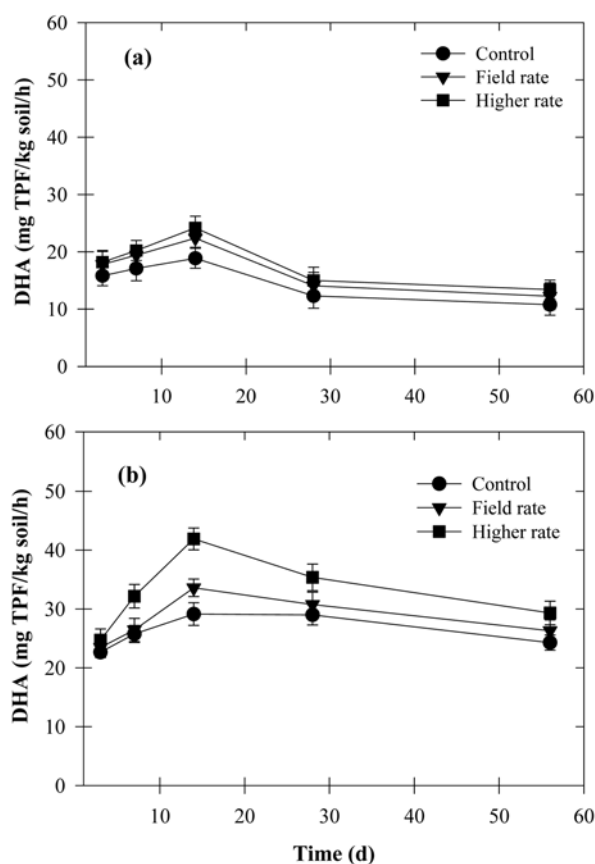 60
50
40
30
20
10
0
DHA (mg TPF/kg soil/h)
(a)
Control
Field rate
Higher rate
10 20 30 40 50 60
60
50
40
30
20
10
0
DHA (mg TPF/kg soil/h)
(b)
Control
Field rate
Higher rate
10 20 30 40 50 60
Time (d)